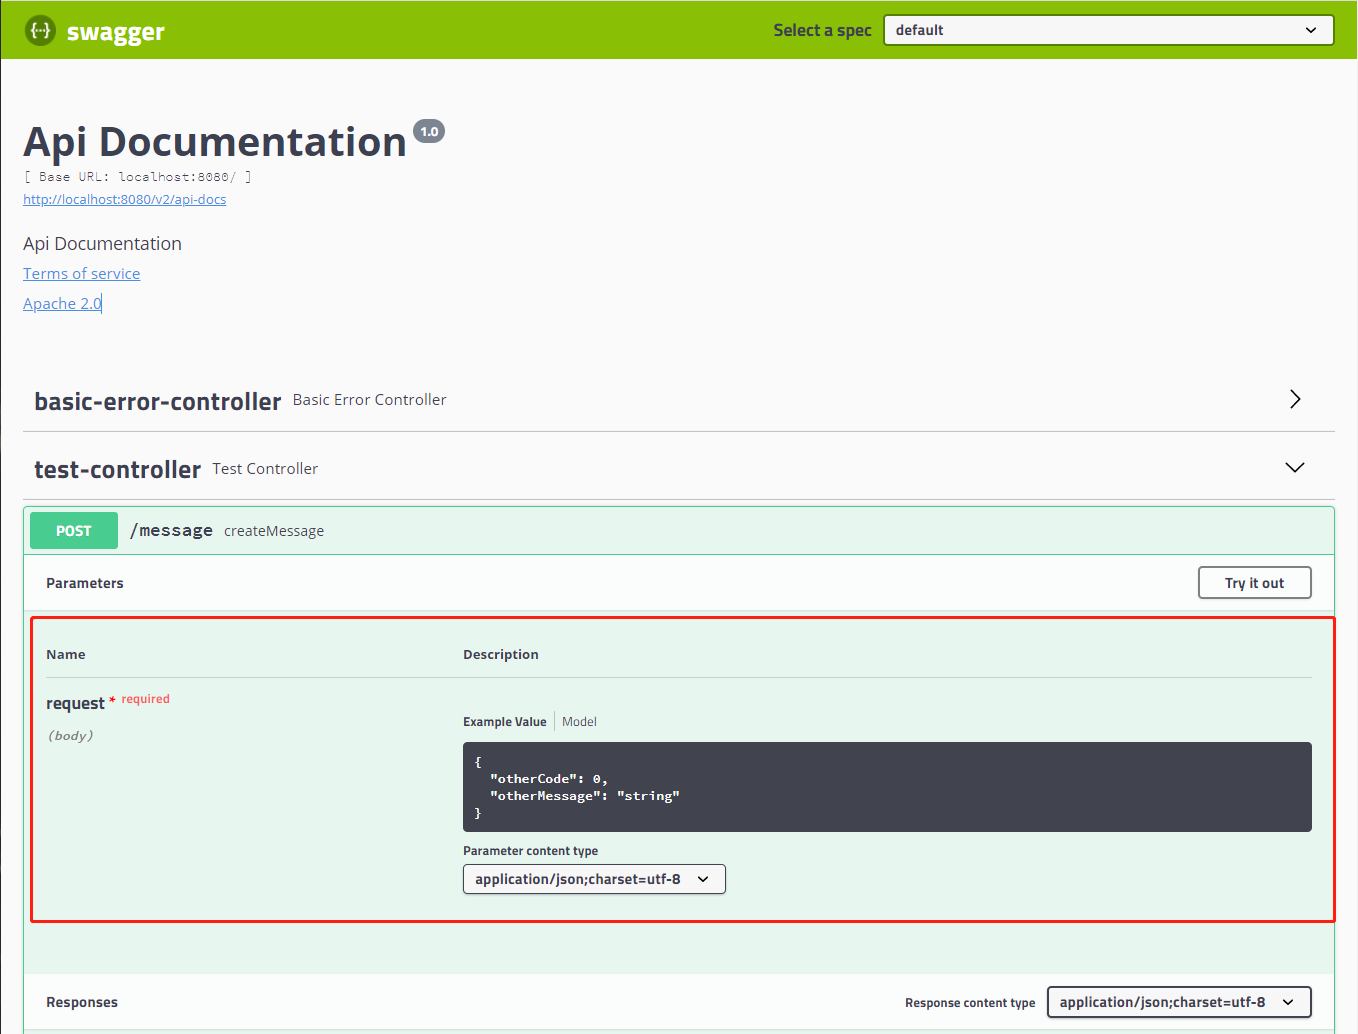 {...} swagger
Select a spec default
Api Documentation 1.0
[ Base URL: localhost:8080/ ]
http://localhost:8080/v2/api-docs
Api Documentation
Terms of service
Apache 2.0
basic-error-controller Basic Error Controller
test-controller Test Controller
POST /message createMessage
Parameters Try it out
Name Description
request * required
(body)
Example Value Model
{
"otherCode": 0,
"otherMessage": "string"
}
Parameter content type
application/json;charset=utf-8
Responses Response content type application/json;charset=utf-8